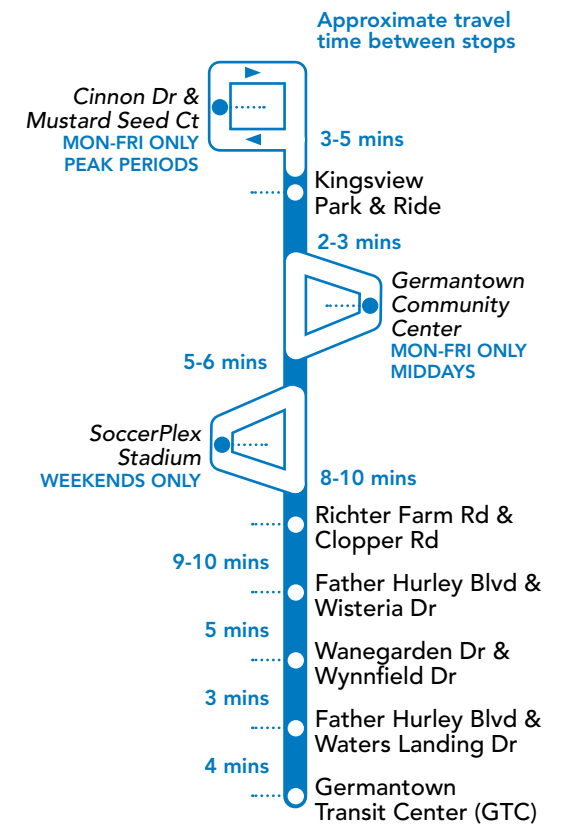 Approximate travel
time between stops
Cinnon Dr &
Mustard Seed Ct
MON-FRI ONLY
PEAK PERIODS
3-5 mins
Kingsview
Park & Ride
2-3 mins
Germantown
Community
Center
MON-FRI ONLY
MIDDAYS
5-6 mins
SoccerPlex
Stadium
WEEKENDS ONLY
8-10 mins
Richter Farm Rd &
Clopper Rd
9-10 mins
Father Hurley Blvd &
Wisteria Dr
5 mins
Wanegarden Dr &
Wynnfield Dr
3 mins
Father Hurley Blvd &
Waters Landing Dr
4 mins
Germantown
Transit Center (GTC)